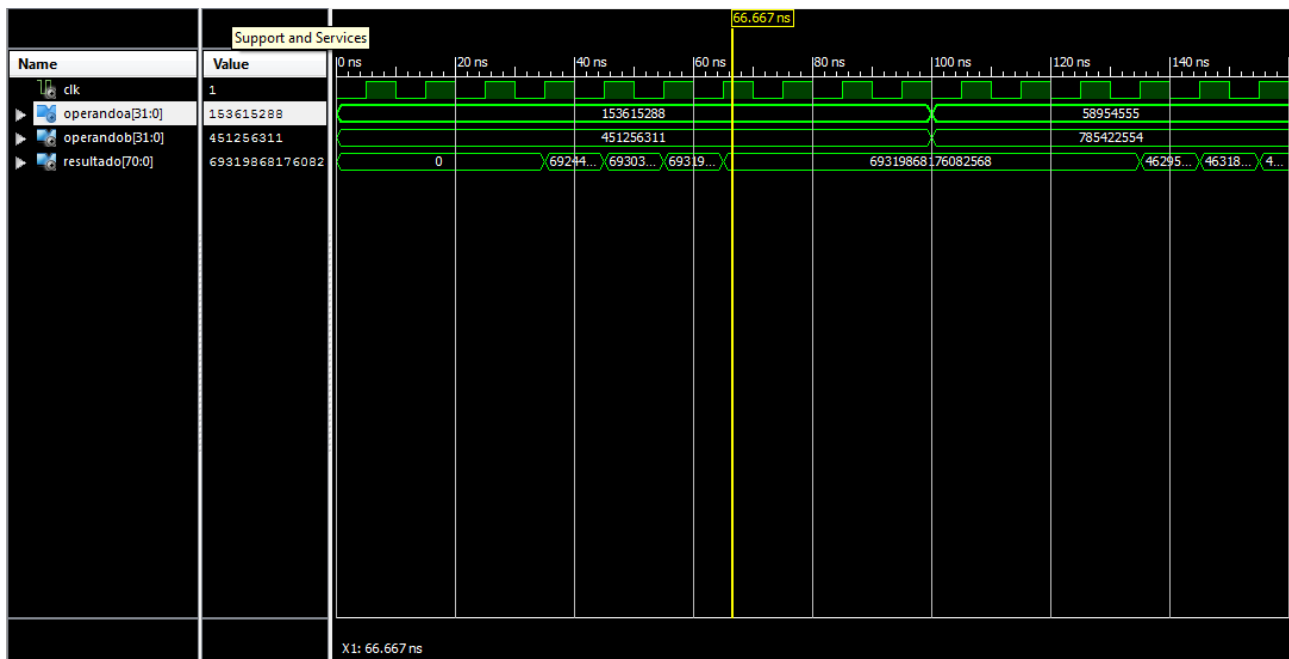 66.667 ns
Support and Services
Name Value 0 ns 20 ns 40 ns 60 ns 80 ns 100 ns 120 ns 140 ns
clk 1
operandoa[31:0] 153615288 153615288 58954555
operandob[31:0] 451256311 451256311 785422554
resultado[70:0] 69319868176082 0 69244... 69303... 69319... 69319868176082568 46295... 46318... 4...
X1: 66.667 ns